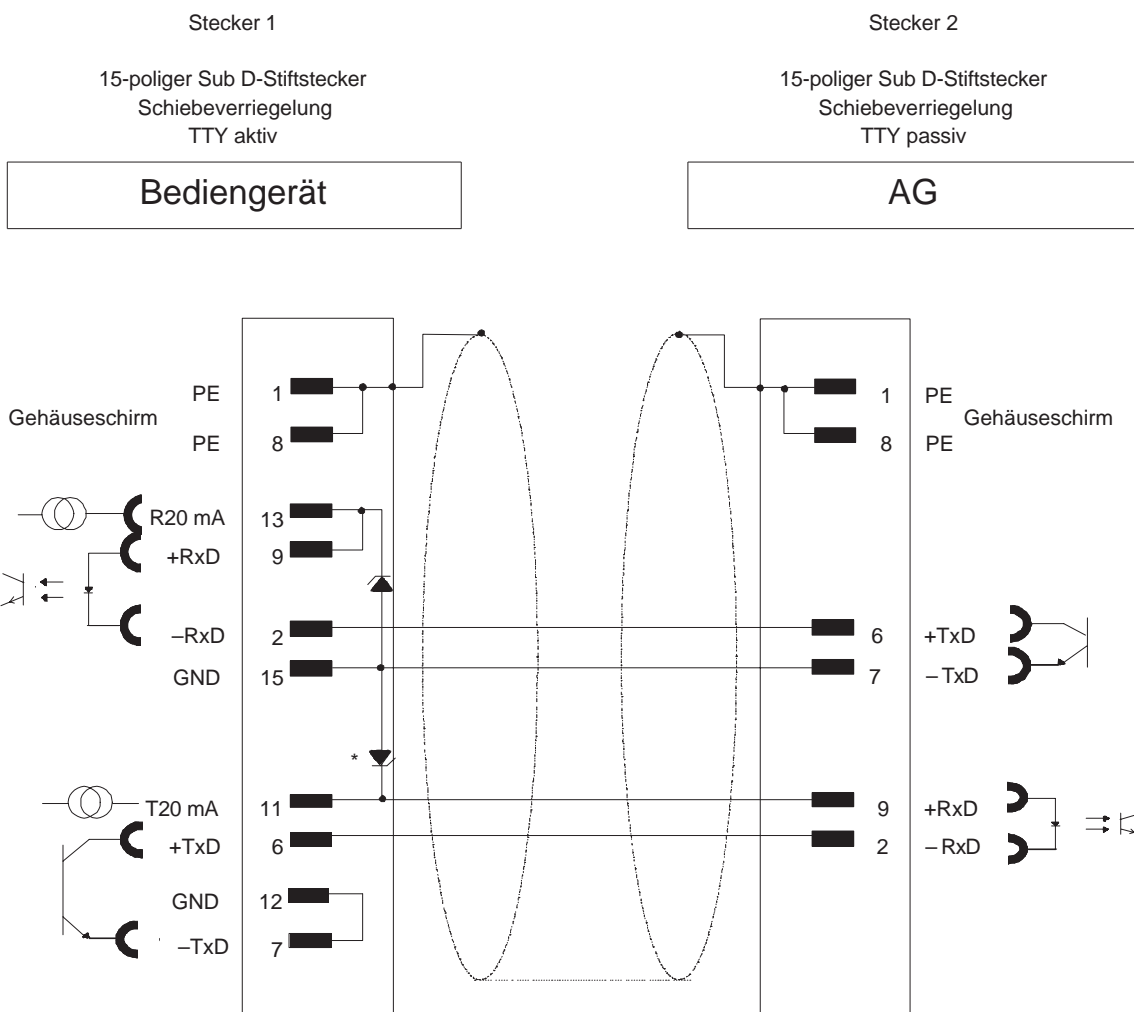 Stecker 1
15-poliger Sub D-Stiftstecker
Schiebeverriegelung
TTY aktiv
Bediengerät
Stecker 2
15-poliger Sub D-Stiftstecker
Schiebeverriegelung
TTY passiv
AG
PE 1
Gehäuseschirm
PE 8
R20 mA 13
+RxD 9
–RxD 2
GND 15
*
T20 mA 11
+TxD 6
GND 12
–TxD 7
1 PE
Gehäuseschirm
8 PE
6 +TxD
7 – TxD
9 +RxD
2 – RxD